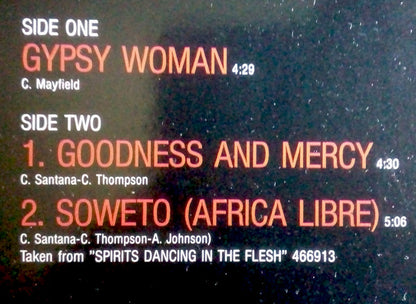 SIDE ONE
GYPSY WOMAN 4:29
C. Mayfield
SIDE TWO
1. GOODNESS AND MERCY 4:30
C. Santana-C. Thompson
2. SOWETO (AFRICA LIBRE) 5:06
C. Santana-C. Thompson-A. Johnson)
Taken from "SPIRITS DANCING IN THE FLESH" 466913